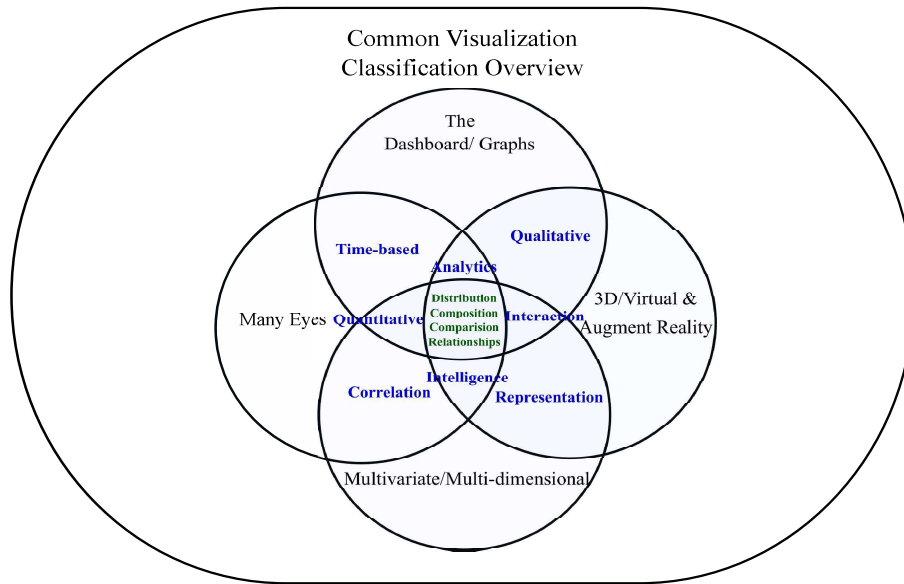 Common Visualization
Classification Overview
The
Dashboard/ Graphs
Qualitative
Time-based
Analytics
Distribution
Composition
Comparision
Relationships
Many Eyes
Quantitative
Interaction
3D/Virtual &
Augment Reality
Intelligence
Correlation
Representation
Multivariate/Multi-dimensional